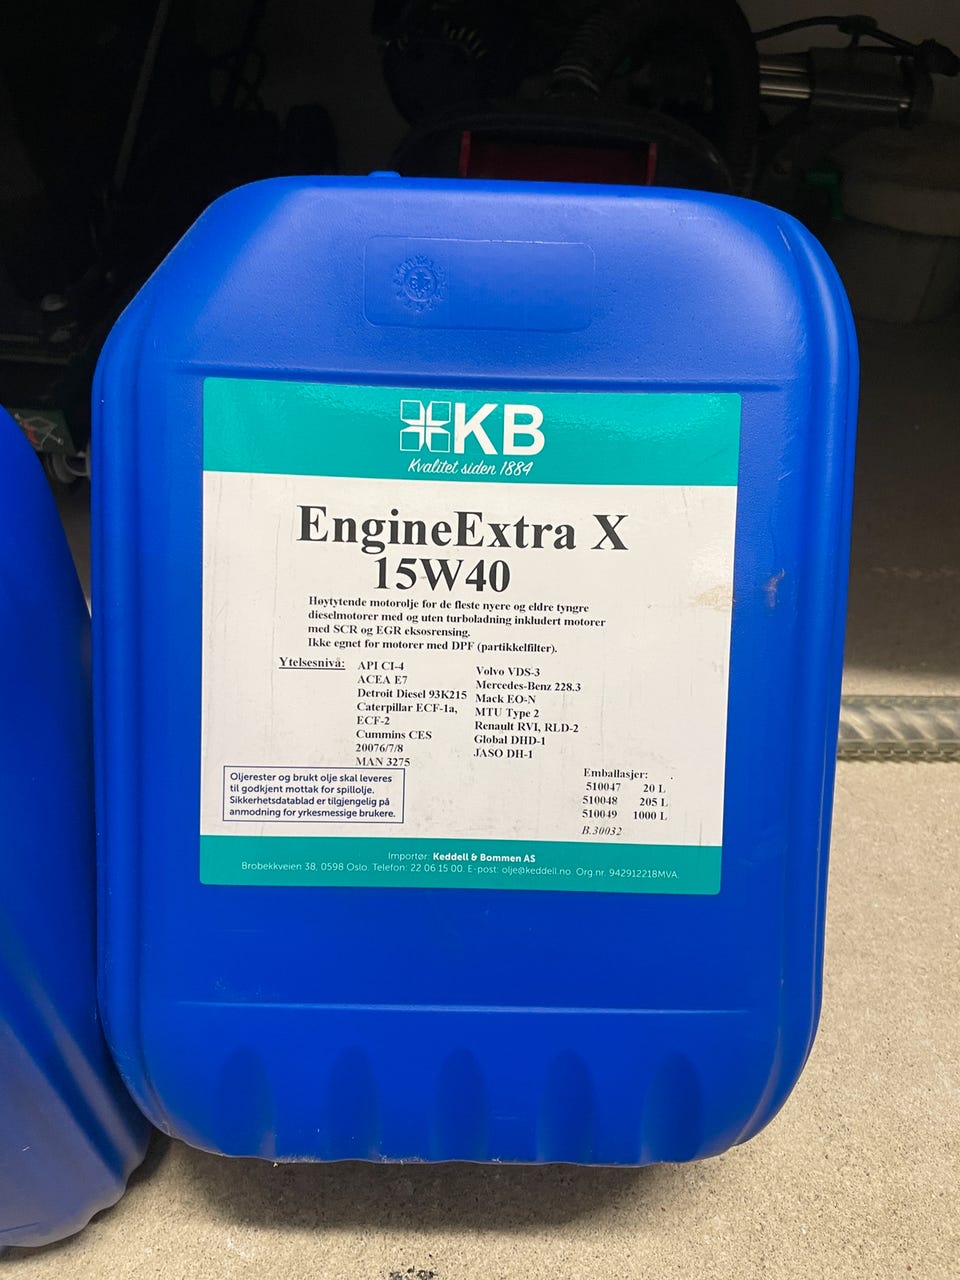 KB
Kvalitet siden 1884
EngineExtra X
15W40
Høytytende motorolje for de fleste nyere og eldre tyngre
dieselmotorer med og uten turboladning inkludert motorer
med SCR og EGR eksosrensing.
Ikke egnet for motorer med DPF (partikkelfilter).
Ytelsesnivå:
API CI-4
ACEA E7
Detroit Diesel 93K215
Caterpillar ECF-1a,
ECF-2
Cummins CES
20076/7/8
MAN 3275
Volvo VDS-3
Mercedes-Benz 228.3
Mack EO-N
MTU Type 2
Renault RVI, RLD-2
Global DHD-1
JASO DH-1
Oljerester og brukt olje skal leveres
til godkjent mottak for spillolje.
Sikkerhetsdatablad er tilgjengelig på
anmodning for yrkesmessige brukere.
Emballasjer:
510047 20 L
510048 205 L
510049 1000 L
B.30032
Importør: Keddell & Bommen AS
Brobekkveien 38, 0598 Oslo. Telefon: 22 06 15 00. E-post: olje@keddell.no. Org.nr. 942912218MVA.